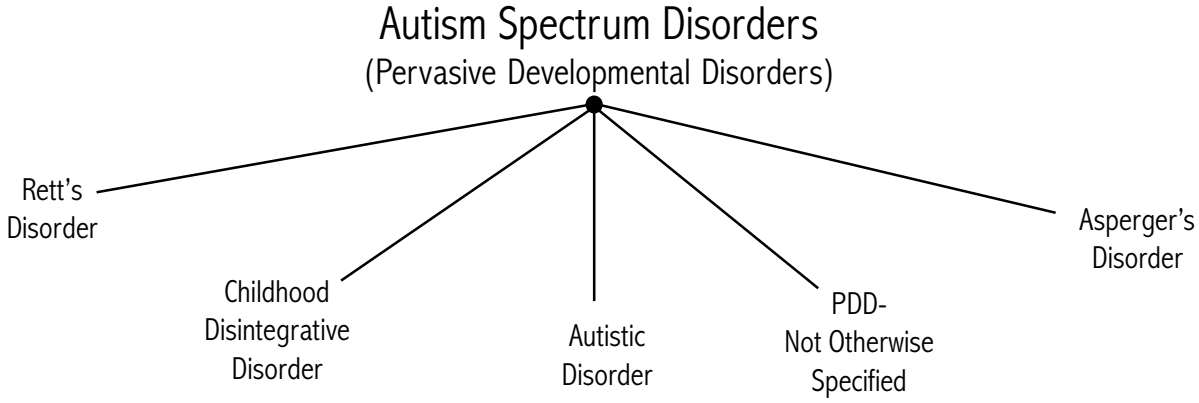 Autism Spectrum Disorders
(Pervasive Developmental Disorders)
Rett's
Disorder
Childhood
Disintegrative
Disorder
Autistic
Disorder
PDD-
Not Otherwise
Specified
Asperger's
Disorder